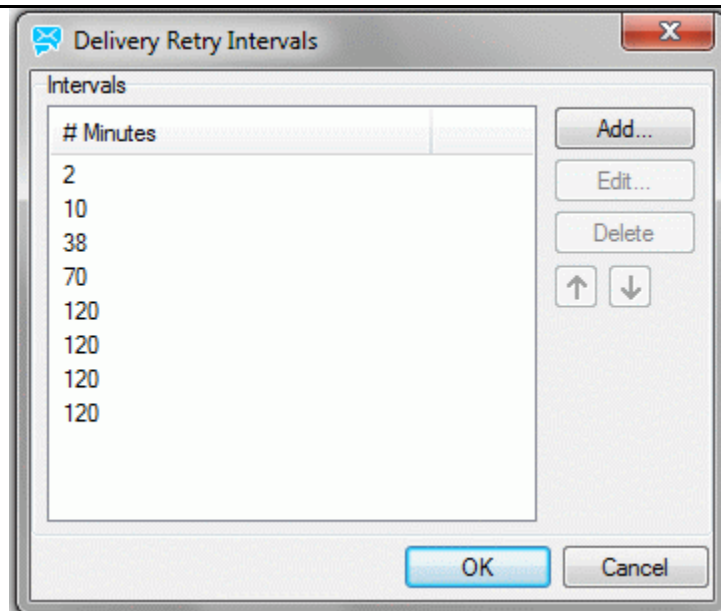 Delivery Retry Intervals
Intervals
# Minutes
Add...
2
Edit...
10
Delete
38
70
120
120
120
120
OK
Cancel